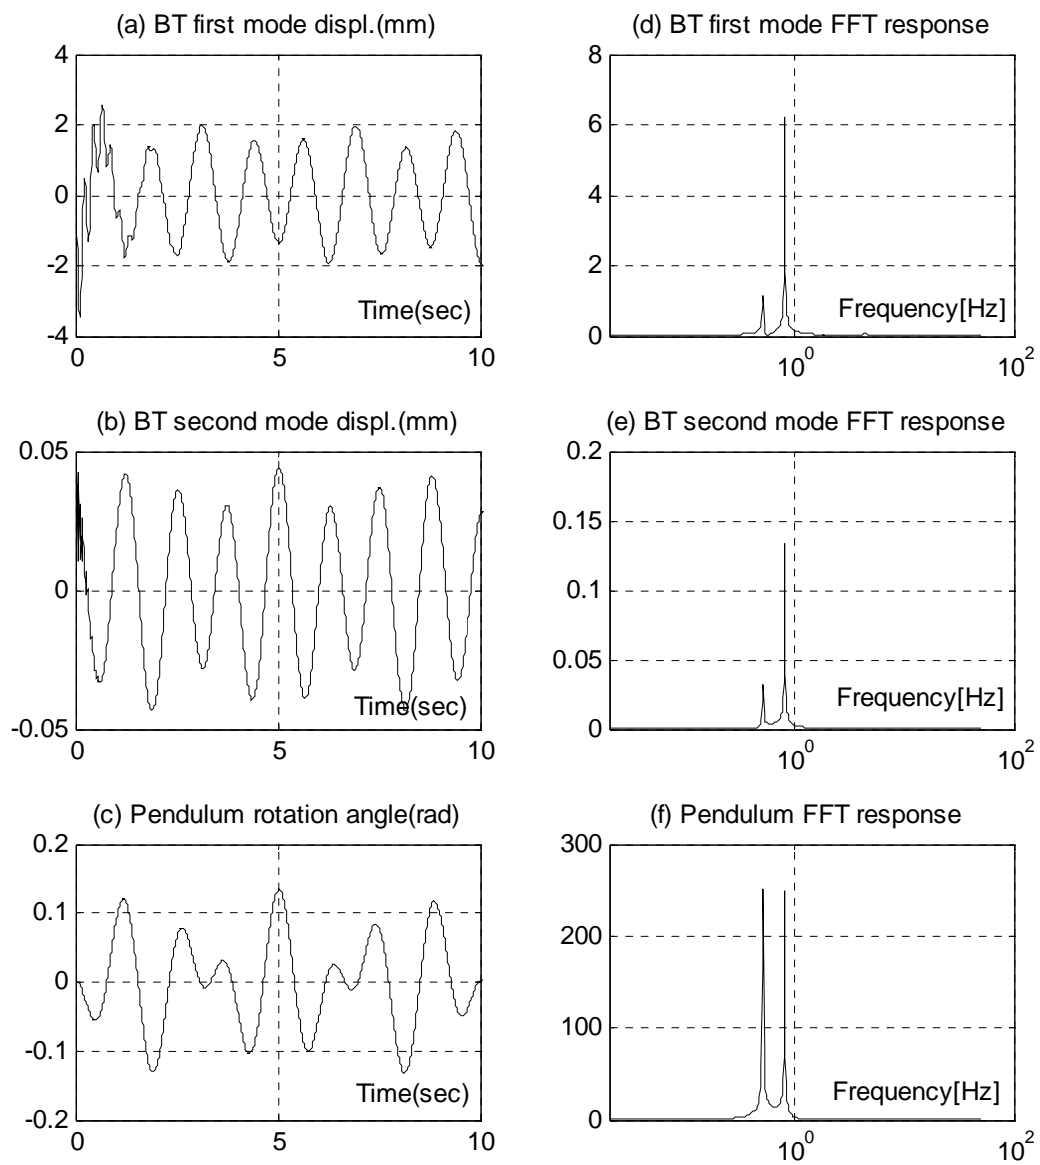 (a) BT first mode displ.(mm)
4
2
0
-2
-4
Time(sec)
0 5 10
(d) BT first mode FFT response
8
6
4
2
0
Frequency[Hz]
10^0 10^2
(b) BT second mode displ.(mm)
0.05
0
-0.05
Time(sec)
0 5 10
(e) BT second mode FFT response
0.2
0.15
0.1
0.05
0
Frequency[Hz]
10^0 10^2
(c) Pendulum rotation angle(rad)
0.2
0.1
0
-0.1
-0.2
Time(sec)
0 5 10
(f) Pendulum FFT response
300
200
100
0
Frequency[Hz]
10^0 10^2